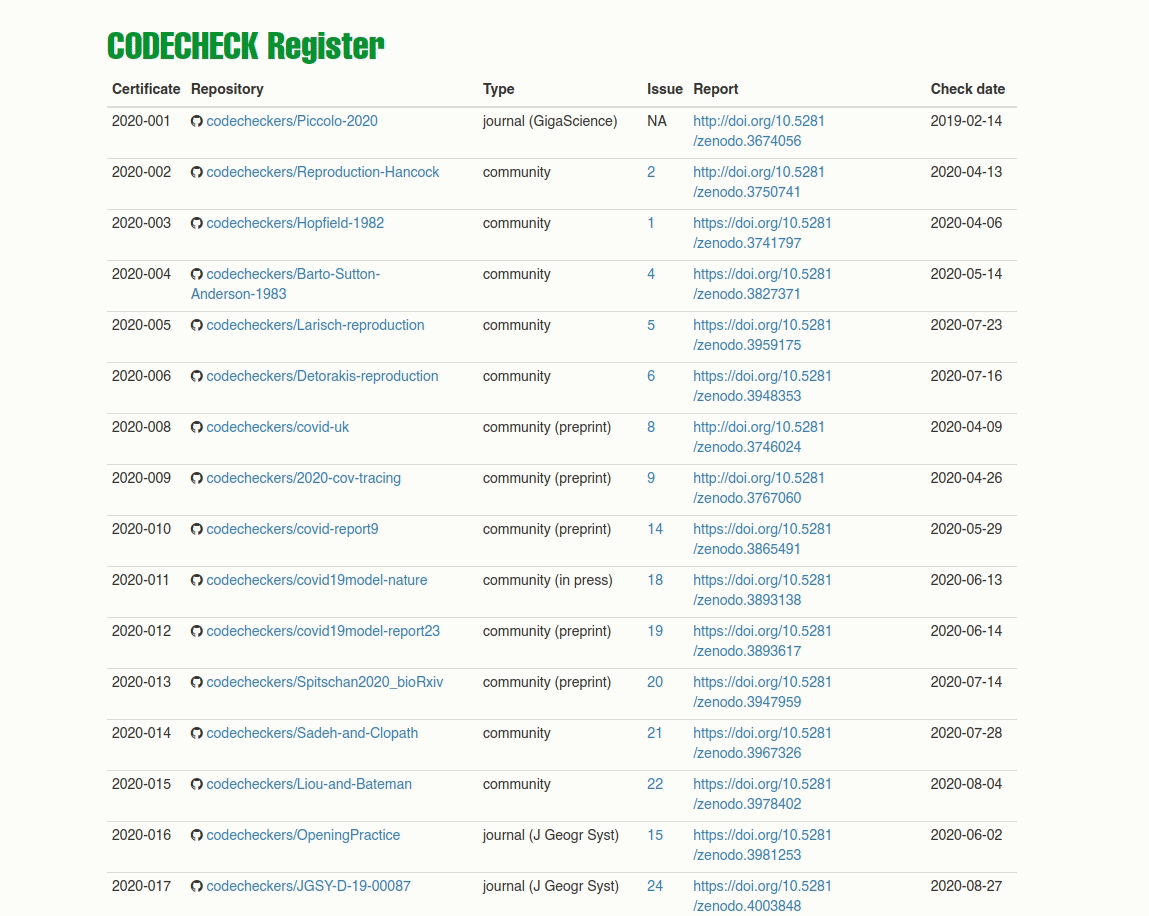 CODECHECK Register
Certificate Repository Type Issue Report Check date
2020-001 codecheckers/Piccolo-2020 journal (GigaScience) NA http://doi.org/10.5281 2019-02-14
/zenodo.3674056
2020-002 codecheckers/Reproduction-Hancock community 2 http://doi.org/10.5281 2020-04-13
/zenodo.3750741
2020-003 codecheckers/Hopfield-1982 community 1 https://doi.org/10.5281 2020-04-06
/zenodo.3741797
2020-004 codecheckers/Barto-Sutton- community 4 https://doi.org/10.5281 2020-05-14
Anderson-1983 /zenodo.3827371
2020-005 codecheckers/Larisch-reproduction community 5 https://doi.org/10.5281 2020-07-23
/zenodo.3959175
2020-006 codecheckers/Detorakis-reproduction community 6 https://doi.org/10.5281 2020-07-16
/zenodo.3948353
2020-008 codecheckers/covid-uk community (preprint) 8 http://doi.org/10.5281 2020-04-09
/zenodo.3746024
2020-009 codecheckers/2020-cov-tracing community (preprint) 9 http://doi.org/10.5281 2020-04-26
/zenodo.3767060
2020-010 codecheckers/covid-report9 community (preprint) 14 https://doi.org/10.5281 2020-05-29
/zenodo.3865491
2020-011 codecheckers/covid19model-nature community (in press) 18 https://doi.org/10.5281 2020-06-13
/zenodo.3893138
2020-012 codecheckers/covid19model-report23 community (preprint) 19 https://doi.org/10.5281 2020-06-14
/zenodo.3893617
2020-013 codecheckers/Spitschan2020_bioRxiv community (preprint) 20 https://doi.org/10.5281 2020-07-14
/zenodo.3947959
2020-014 codecheckers/Sadeh-and-Clopath community 21 https://doi.org/10.5281 2020-07-28
/zenodo.3967326
2020-015 codecheckers/Liou-and-Bateman community 22 https://doi.org/10.5281 2020-08-04
/zenodo.3978402
2020-016 codecheckers/OpeningPractice journal (J Geogr Syst) 15 https://doi.org/10.5281 2020-06-02
/zenodo.3981253
2020-017 codecheckers/JGSY-D-19-00087 journal (J Geogr Syst) 24 https://doi.org/10.5281 2020-08-27
/zenodo.4003848